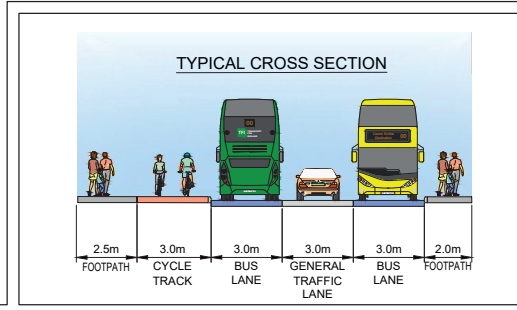 TYPICAL CROSS SECTION
TFI
2.5m 3.0m 3.0m 3.0m 3.0m 2.0m
FOOTPATH CYCLE TRACK BUS LANE GENERAL TRAFFIC LANE BUS LANE FOOTPATH